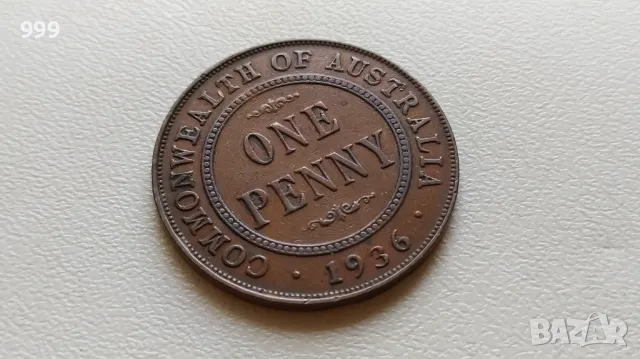 999
COMMONWEALTH OF AUSTRALIA
ONE
PENNY
· 1936 ·
BAZAR